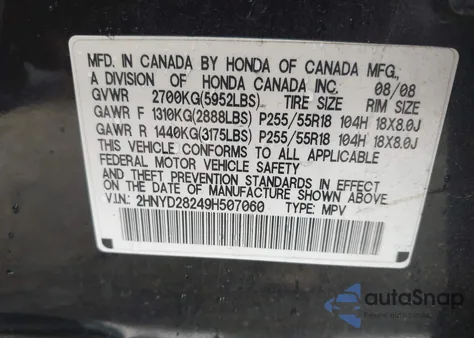 MFD. IN CANADA BY HONDA OF CANADA MFG.,
A DIVISION OF HONDA CANADA INC. 08/08
GVWR 2700KG(5952LBS) TIRE SIZE RIM SIZE
GAWR F 1310KG(2888LBS) P255/55R18 104H 18X8.0J
GAWR R 1440KG(3175LBS) P255/55R18 104H 18X8.0J
THIS VEHICLE CONFORMS TO ALL APPLICABLE
FEDERAL MOTOR VEHICLE SAFETY
AND THEFT PREVENTION STANDARDS IN EFFECT
ON THE DATE OF MANUFACTURE SHOWN ABOVE.
V.I.N.: 2HNYD28249H507060 TYPE: MPV
autoSnap